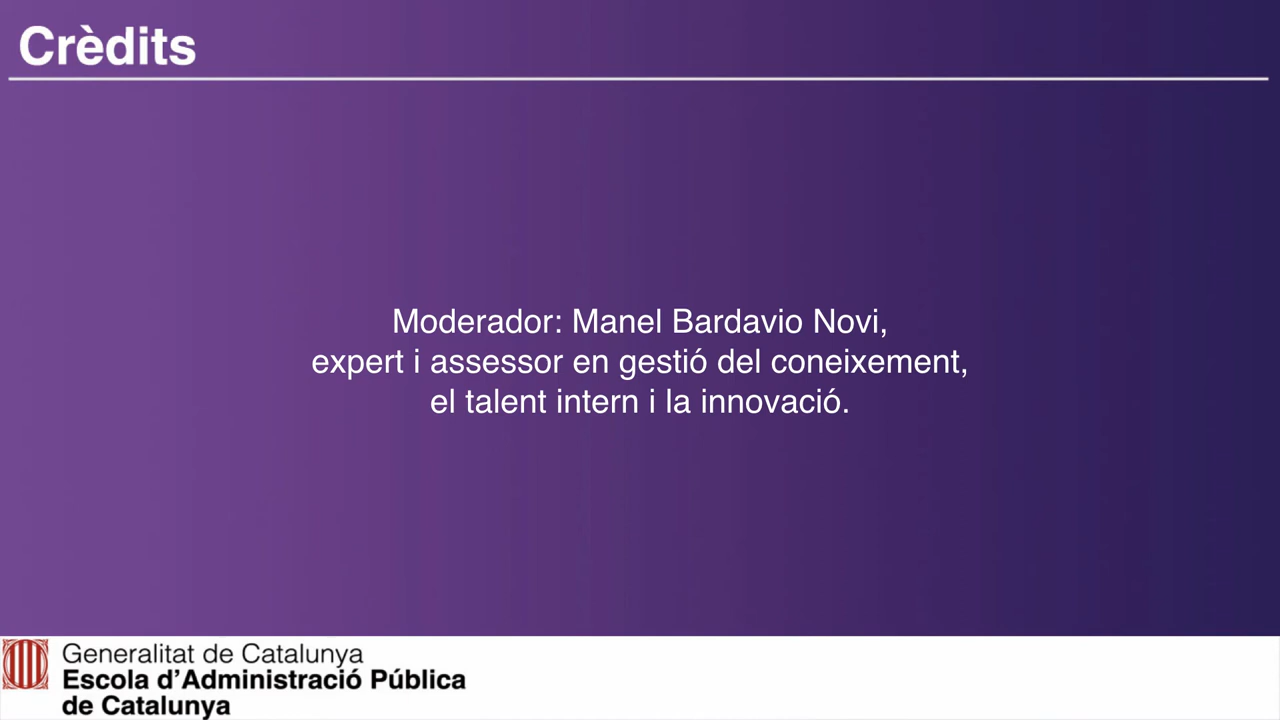 Crèdits
Moderador: Manel Bardavio Novi,
expert i assessor en gestió del coneixement,
el talent intern i la innovació.
Generalitat de Catalunya
Escola d'Administració Pública
de Catalunya